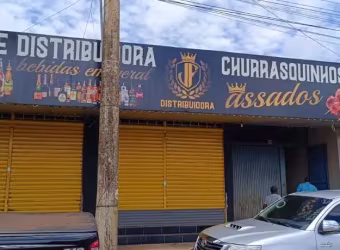 E DISTRIBUIDORA
bebidas em geral
JF
DISTRIBUIDORA
CHURRASQUINHOS
assados